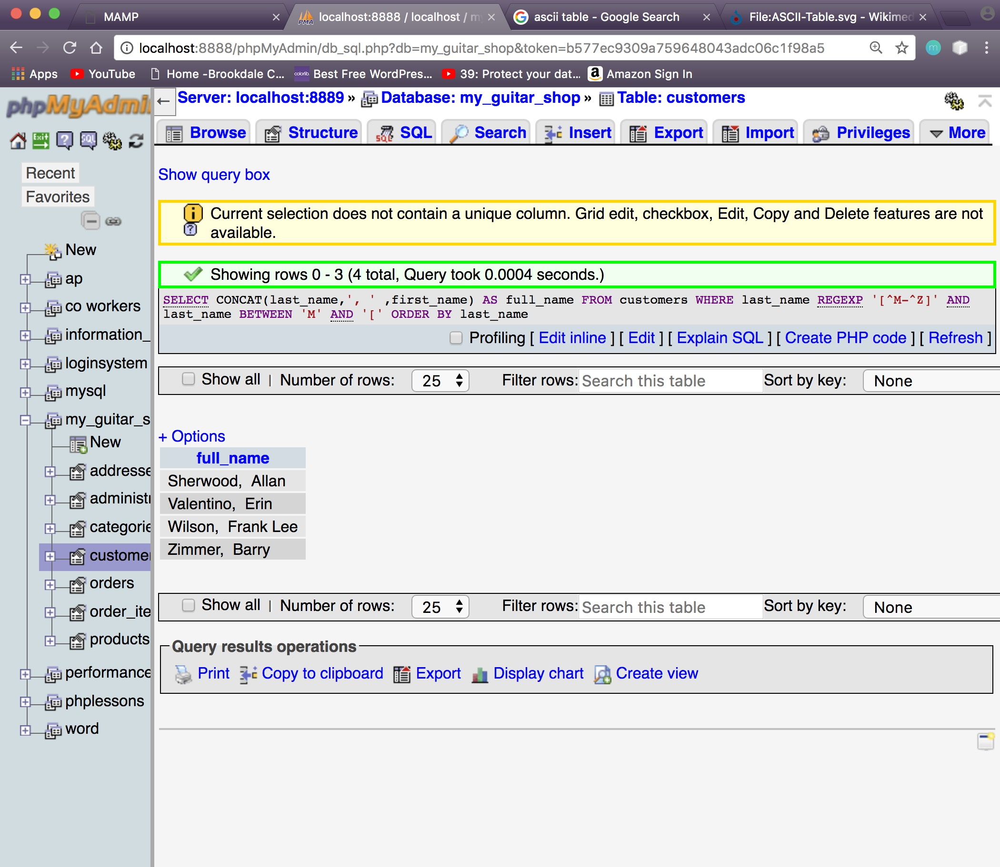 MAMP
localhost:8888 / localhost / my
ascii table - Google Search
File:ASCII-Table.svg - Wikimed
localhost:8888/phpMyAdmin/db_sql.php?db=my_guitar_shop&token=b577ec9309a759648043adc06c1f98a5
Apps YouTube Home -Brookdale C... Best Free WordPres... 39: Protect your dat... Amazon Sign In
phpMyAdmin
Recent
Favorites
New
ap
co workers
information_
loginsystem
mysql
my_guitar_s
New
addresse
administr
categorie
customer
orders
order_ite
products
performance
phplessons
word
Server: localhost:8889 » Database: my_guitar_shop » Table: customers
Browse Structure SQL Search Insert Export Import Privileges More
Show query box
Current selection does not contain a unique column. Grid edit, checkbox, Edit, Copy and Delete features are not
available.
Showing rows 0 - 3 (4 total, Query took 0.0004 seconds.)
SELECT CONCAT(last_name,', ' ,first_name) AS full_name FROM customers WHERE last_name REGEXP '[^M-^Z]' AND
last_name BETWEEN 'M' AND '[' ORDER BY last_name
Profiling [ Edit inline ] [ Edit ] [ Explain SQL ] [ Create PHP code ] [ Refresh ]
Show all | Number of rows: 25 Filter rows: Search this table Sort by key: None
+ Options
full_name
Sherwood, Allan
Valentino, Erin
Wilson, Frank Lee
Zimmer, Barry
Show all | Number of rows: 25 Filter rows: Search this table Sort by key: None
Query results operations
Print Copy to clipboard Export Display chart Create view